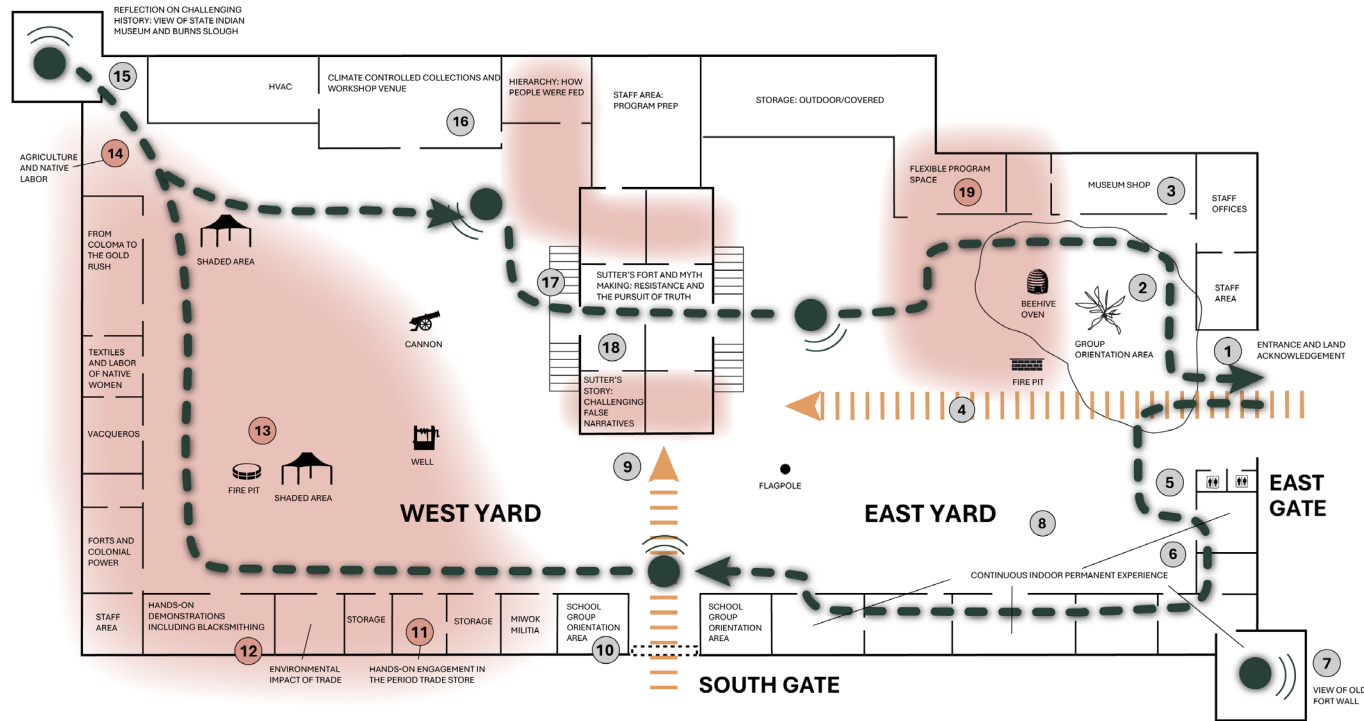 REFLECTION ON CHALLENGING
HISTORY: VIEW OF STATE INDIAN
MUSEUM AND BURNS SLOUGH
15
HVAC
CLIMATE CONTROLLED COLLECTIONS AND
WORKSHOP VENUE
16
HIERARCHY: HOW
PEOPLE WERE FED
STAFF AREA:
PROGRAM PREP
STORAGE: OUTDOOR/COVERED
14
AGRICULTURE
AND NATIVE
LABOR
FLEXIBLE PROGRAM
SPACE
19
MUSEUM SHOP
3
STAFF
OFFICES
FROM
COLOMA TO
THE GOLD
RUSH
SHADED AREA
17
SUTTER'S FORT AND MYTH
MAKING: RESISTANCE AND
THE PURSUIT OF TRUTH
BEEHIVE
OVEN
2
GROUP
ORIENTATION AREA
STAFF
AREA
CANNON
18
1
ENTRANCE AND LAND
ACKNOWLEDGEMENT
TEXTILES
AND LABOR
OF NATIVE
WOMEN
SUTTER'S
STORY:
CHALLENGING
FALSE
NARRATIVES
FIRE PIT
4
VACQUEROS
13
WELL
FIRE PIT
SHADED AREA
9
FLAGPOLE
5
EAST
GATE
WEST YARD
EAST YARD
8
FORTS AND
COLONIAL
POWER
6
CONTINUOUS INDOOR PERMANENT EXPERIENCE
STAFF
AREA
HANDS-ON
DEMONSTRATIONS
INCLUDING BLACKSMITHING
12
STORAGE
11
STORAGE
MIWOK
MILITIA
SCHOOL
GROUP
ORIENTATION
AREA
10
SCHOOL
GROUP
ORIENTATION
AREA
ENVIRONMENTAL
IMPACT OF TRADE
HANDS-ON ENGAGEMENT IN
THE PERIOD TRADE STORE
SOUTH GATE
7
VIEW OF OLD
FORT WALL